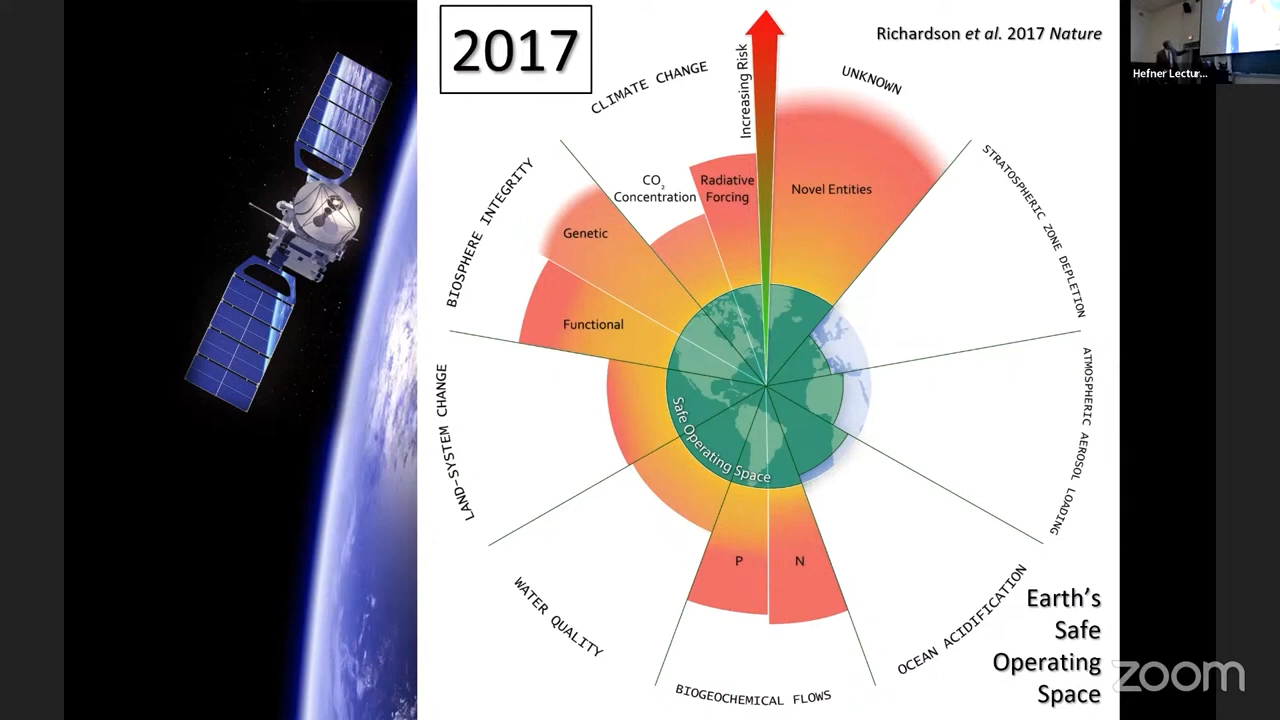 2017
Richardson et al. 2017 Nature
Hefner Lectur...
Increasing Risk
CLIMATE CHANGE
UNKNOWN
STRATOSPHERIC ZONE DEPLETION
BIOSPHERE INTEGRITY
CO₂
Concentration
Radiative
Forcing
Novel Entities
Genetic
Functional
Safe Operating Space
LAND-SYSTEM CHANGE
ATMOSPHERIC AEROSOL LOADING
P
N
WATER QUALITY
OCEAN ACIDIFICATION
BIOGEOCHEMICAL FLOWS
Earth's
Safe
Operating
Space
zoom